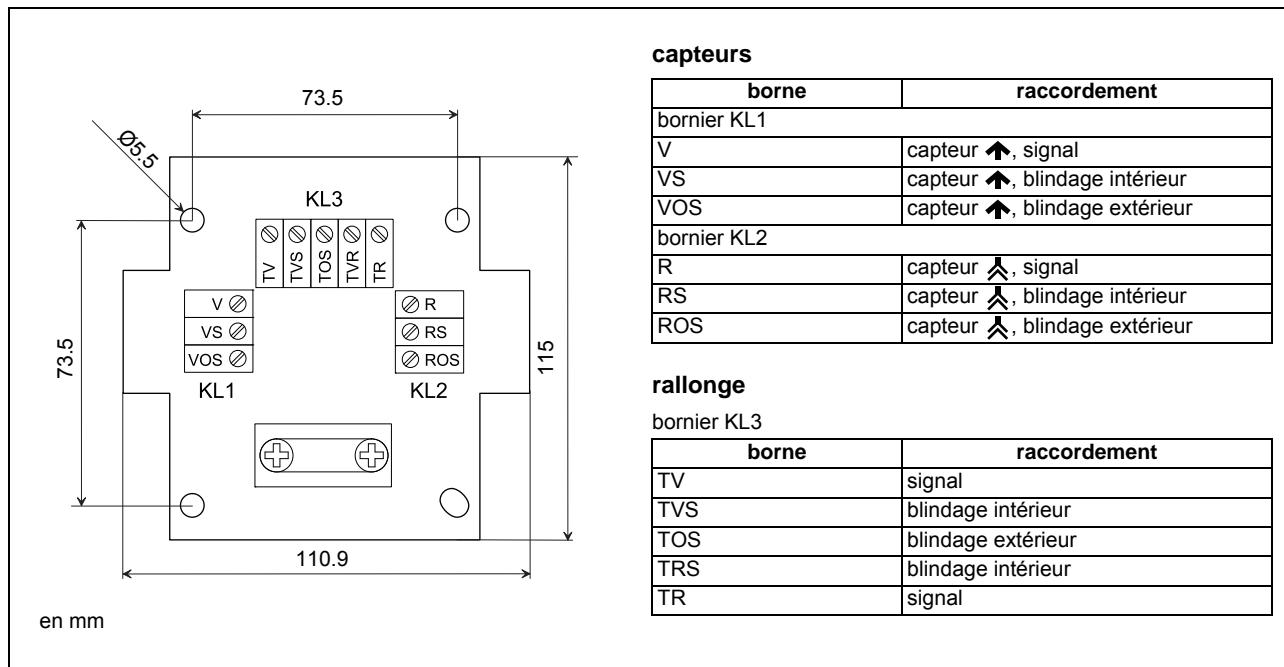 73.5
Ø5.5
KL3
TV TVS TOS TVR TR
73.5
V R
VS RS
VOS ROS
KL1 KL2
115
110.9
en mm
capteurs
borne raccordement
bornier KL1
V capteur , signal
VS capteur , blindage intérieur
VOS capteur , blindage extérieur
bornier KL2
R capteur , signal
RS capteur , blindage intérieur
ROS capteur , blindage extérieur
rallonge
bornier KL3
borne raccordement
TV signal
TVS blindage intérieur
TOS blindage extérieur
TRS blindage intérieur
TR signal